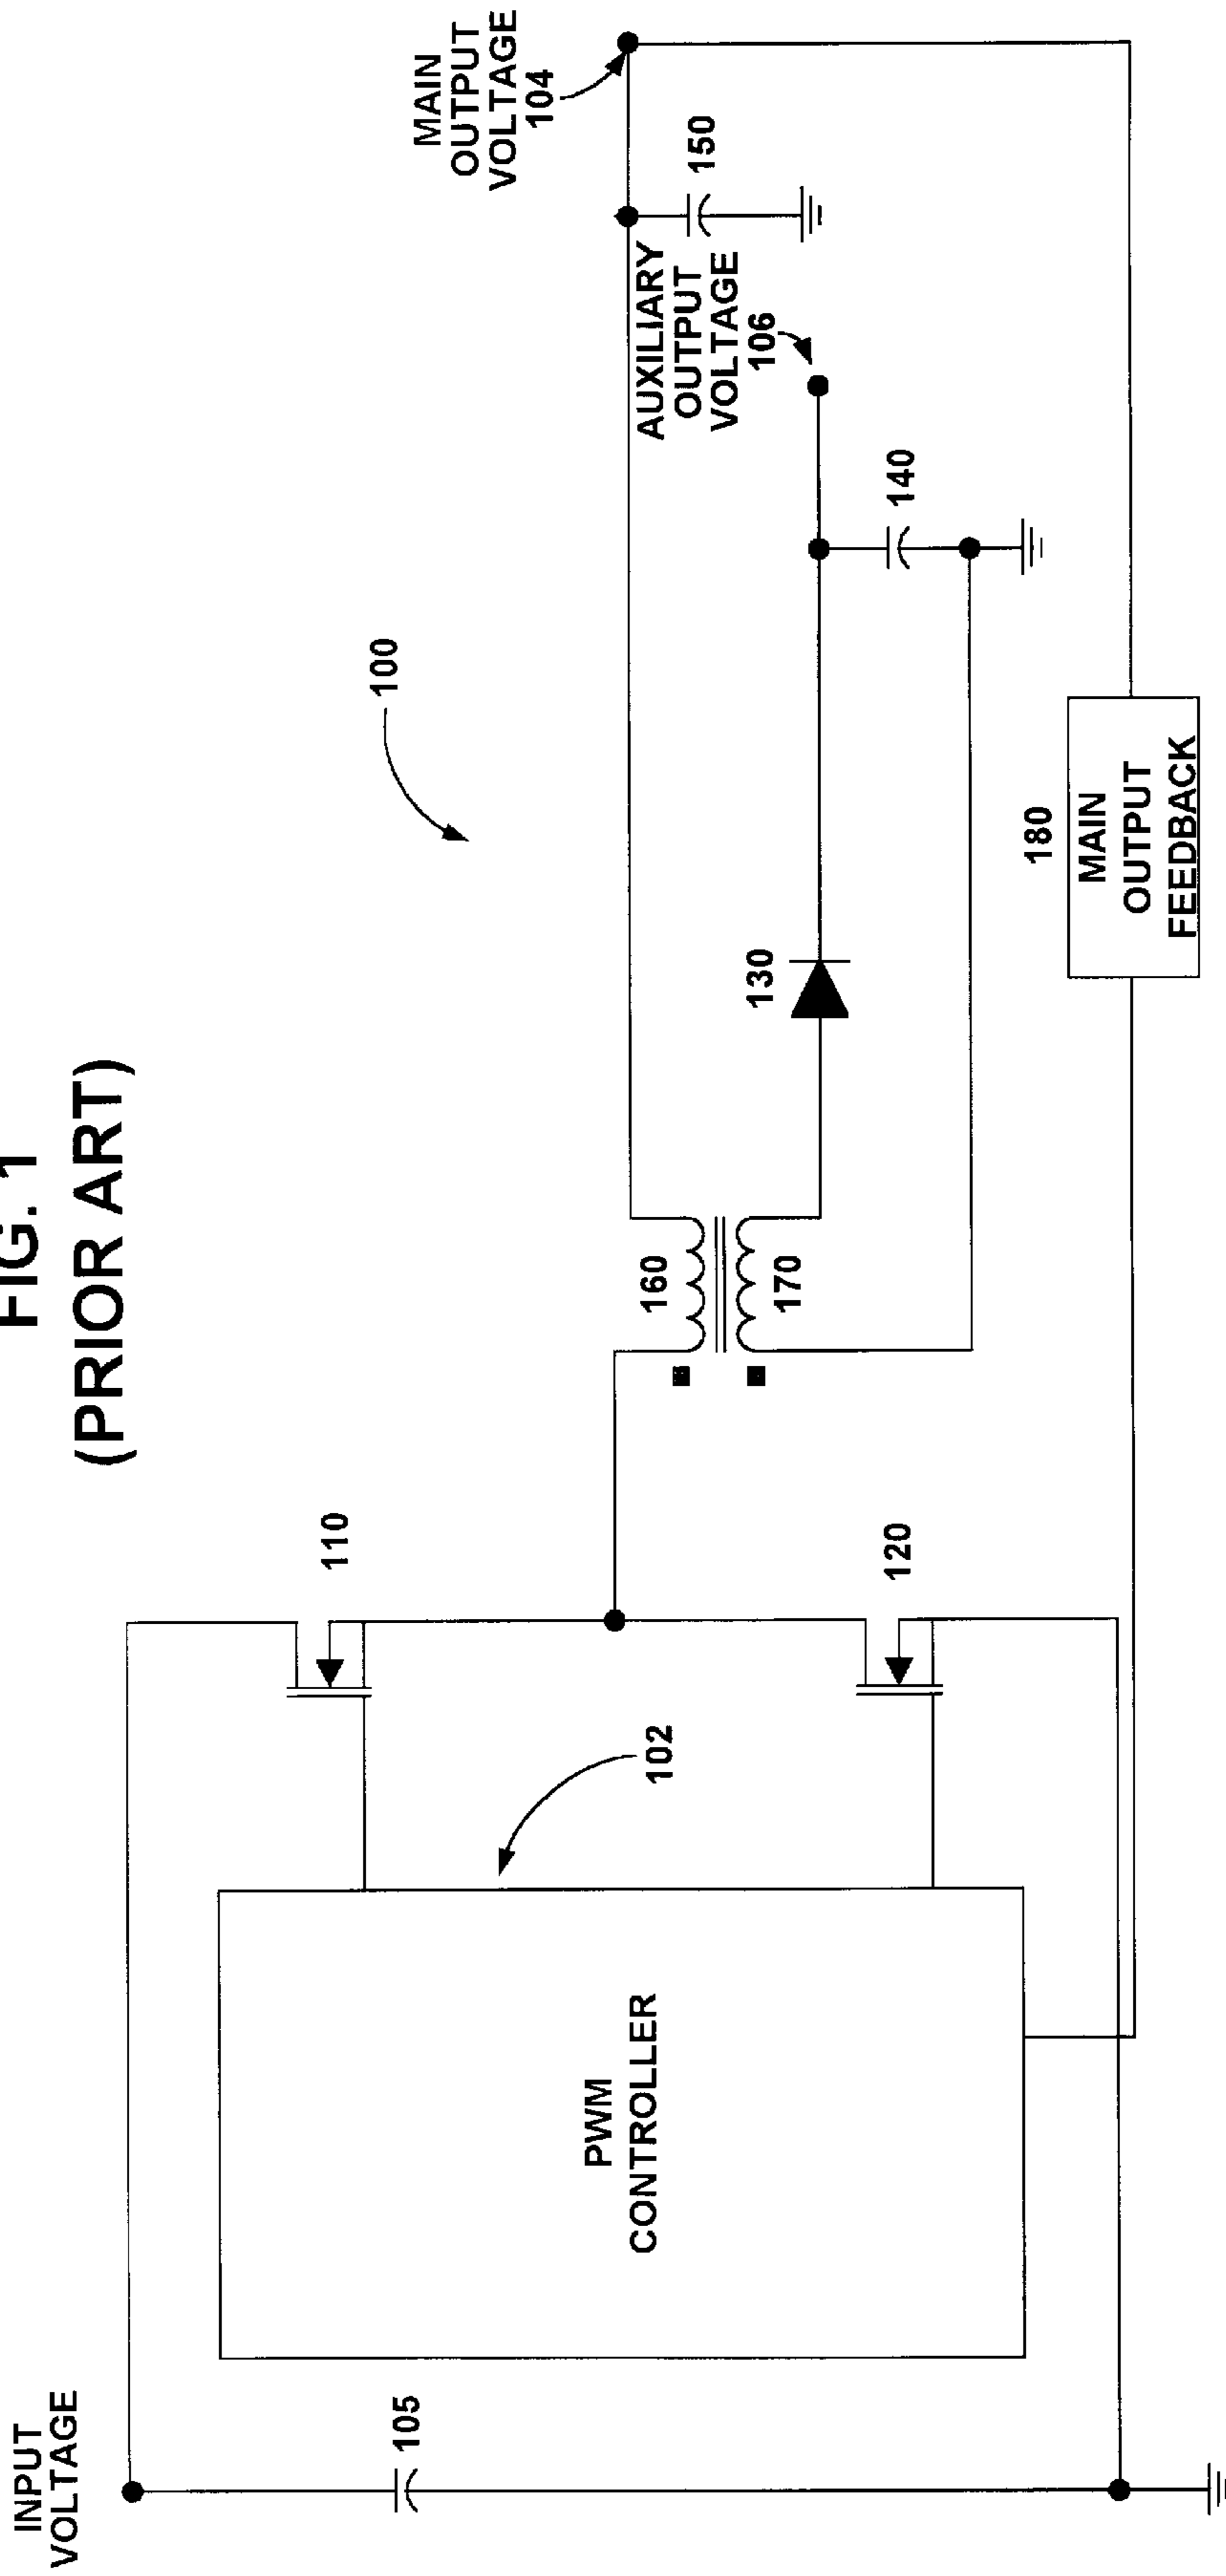 FIG. 1
(PRIOR ART)
INPUT
VOLTAGE
105
PWM
CONTROLLER
102
110
120
160
170
130
100
180
MAIN
OUTPUT
FEEDBACK
140
AUXILIARY
OUTPUT
VOLTAGE
106
150
MAIN
OUTPUT
VOLTAGE
104